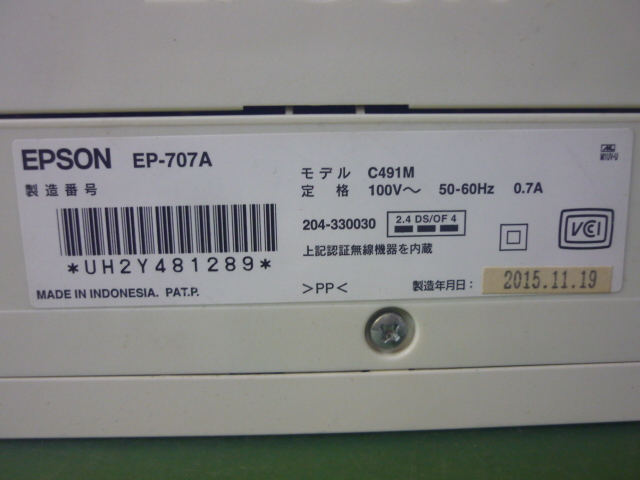 EPSON EP-707A
製造番号
*UH2Y481289*
MADE IN INDONESIA. PAT.P.
モデル C491M
定格 100V～ 50-60Hz 0.7A
204-330030 2.4 DS/OF 4
上記認証無線機器を内蔵
>PP<
製造年月日: 2015.11.19
VCI